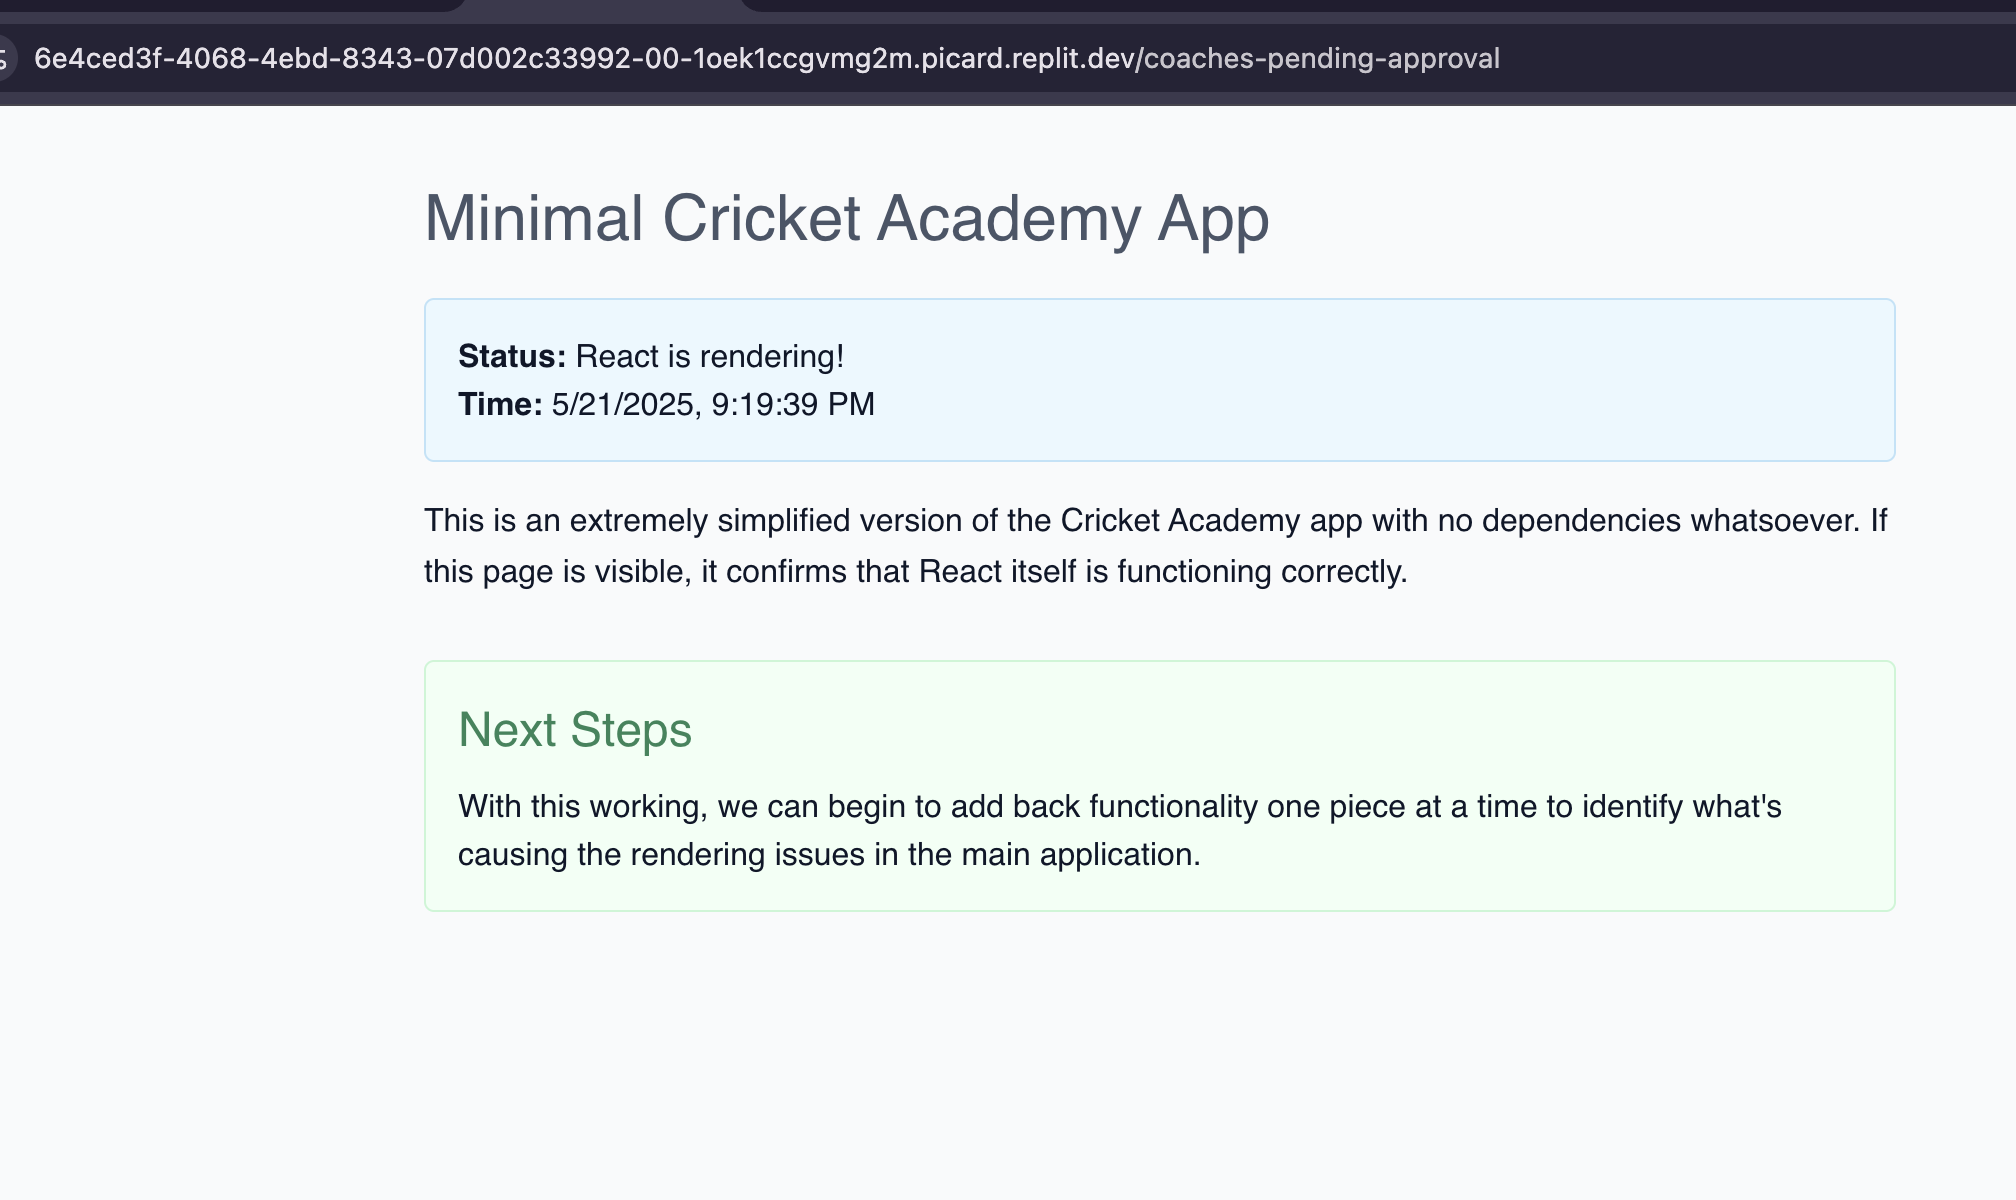 6e4ced3f-4068-4ebd-8343-07d002c33992-00-1oek1ccgvmg2m.picard.replit.dev/coaches-pending-approval
Minimal Cricket Academy App
Status: React is rendering!
Time: 5/21/2025, 9:19:39 PM
This is an extremely simplified version of the Cricket Academy app with no dependencies whatsoever. If
this page is visible, it confirms that React itself is functioning correctly.
Next Steps
With this working, we can begin to add back functionality one piece at a time to identify what's
causing the rendering issues in the main application.